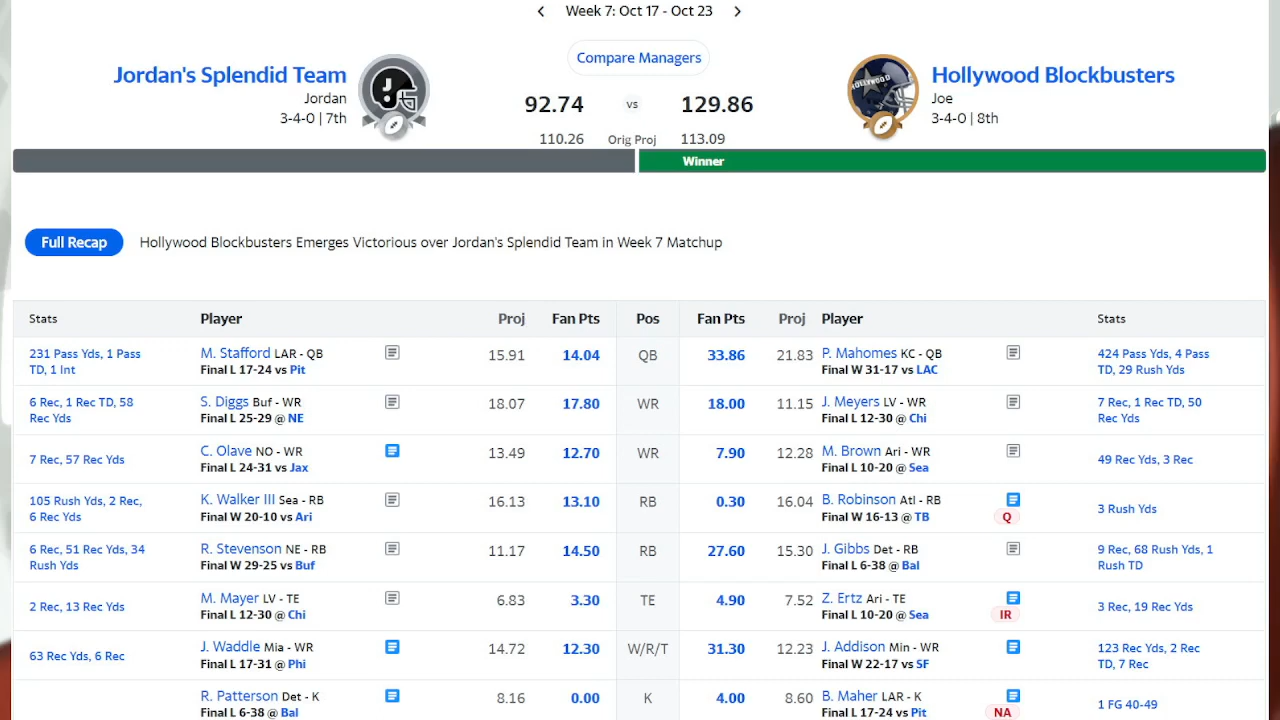 Week 7: Oct 17 - Oct 23
Compare Managers
Jordan's Splendid Team
Jordan
3-4-0 | 7th
J
92.74 vs 129.86
110.26 Orig Proj 113.09
HOLLYWOOD
Hollywood Blockbusters
Joe
3-4-0 | 8th
Winner
Full Recap Hollywood Blockbusters Emerges Victorious over Jordan's Splendid Team in Week 7 Matchup
Stats Player Proj Fan Pts Pos Fan Pts Proj Player Stats
231 Pass Yds, 1 Pass M. Stafford LAR - QB 15.91 14.04 QB 33.86 21.83 P. Mahomes KC - QB 424 Pass Yds, 4 Pass
TD, 1 Int Final L 17-24 vs Pit Final W 31-17 vs LAC TD, 29 Rush Yds
6 Rec, 1 Rec TD, 58 S. Diggs Buf - WR 18.07 17.80 WR 18.00 11.15 J. Meyers LV - WR 7 Rec, 1 Rec TD, 50
Rec Yds Final L 25-29 @ NE Final L 12-30 @ Chi Rec Yds
7 Rec, 57 Rec Yds C. Olave NO - WR 13.49 12.70 WR 7.90 12.28 M. Brown Ari - WR 49 Rec Yds, 3 Rec
Final L 24-31 vs Jax Final L 10-20 @ Sea
105 Rush Yds, 2 Rec, K. Walker III Sea - RB 16.13 13.10 RB 0.30 16.04 B. Robinson Atl - RB 3 Rush Yds
6 Rec Yds Final W 20-10 vs Ari Final W 16-13 @ TB Q
6 Rec, 51 Rec Yds, 34 R. Stevenson NE - RB 11.17 14.50 RB 27.60 15.30 J. Gibbs Det - RB 9 Rec, 68 Rush Yds, 1
Rush Yds Final W 29-25 vs Buf Final L 6-38 @ Bal Rush TD
2 Rec, 13 Rec Yds M. Mayer LV - TE 6.83 3.30 TE 4.90 7.52 Z. Ertz Ari - TE 3 Rec, 19 Rec Yds
Final L 12-30 @ Chi Final L 10-20 @ Sea IR
63 Rec Yds, 6 Rec J. Waddle Mia - WR 14.72 12.30 W/R/T 31.30 12.23 J. Addison Min - WR 123 Rec Yds, 2 Rec
Final L 17-31 @ Phi Final W 22-17 vs SF TD, 7 Rec
R. Patterson Det - K 8.16 0.00 K 4.00 8.60 B. Maher LAR - K 1 FG 40-49
Final L 6-38 @ Bal Final L 17-24 vs Pit NA